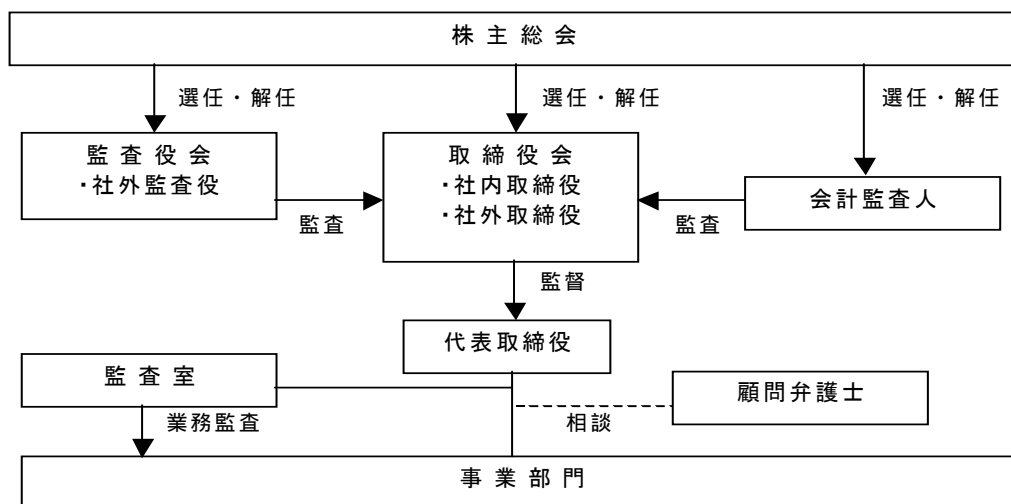 株主総会
選任・解任
選任・解任
選任・解任
監査役会
・社外監査役
取締役会
・社内取締役
・社外取締役
会計監査人
監査
監査
監督
代表取締役
監査室
顧問弁護士
業務監査
相談
事業部門